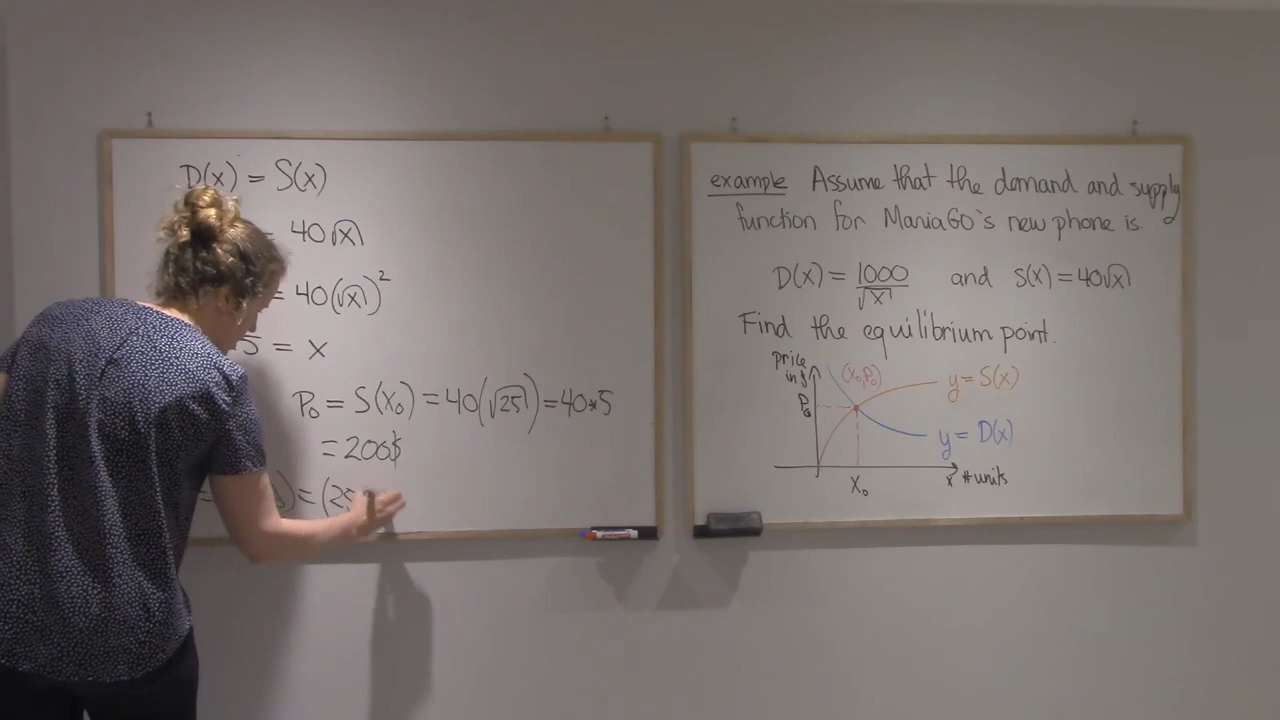 D(x) = S(x)
= 40√x
= 40(√x)²
5 = x
P₀ = S(x₀) = 40(√25) = 40*5
= 200$
) = (25
example Assume that the demand and supply
function for ManiaGO's new phone is.
D(x) = 1000/√x and S(x) = 40√x
Find the equilibrium point.
price
in $
(x₀,P₀)
y = S(x)
P₀
y = D(x)
x₀
x # units